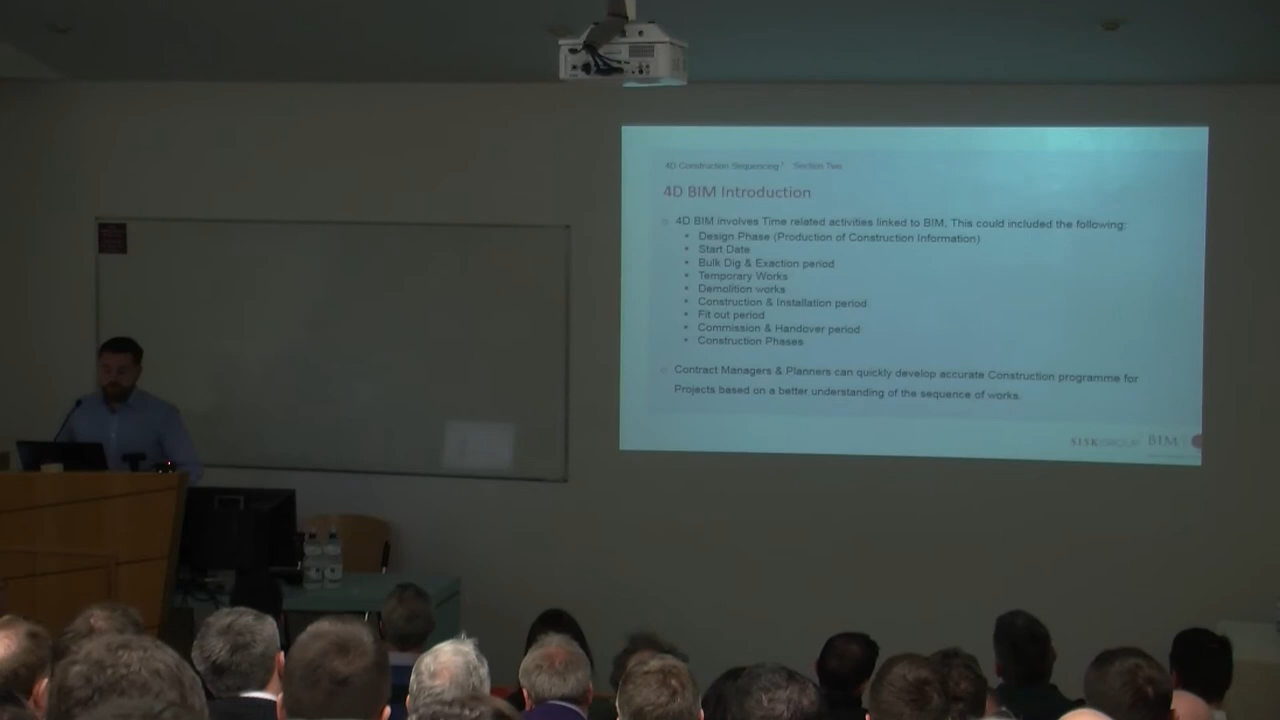 4D Construction Sequencing Section Two
4D BIM Introduction
4D BIM involves Time related activities linked to BIM. This could included the following:
• Design Phase (Production of Construction Information)
• Start Date
• Bulk Dig & Exaction period
• Temporary Works
• Demolition works
• Construction & Installation period
• Fit out period
• Commission & Handover period
• Construction Phases
Contract Managers & Planners can quickly develop accurate Construction programme for
Projects based on a better understanding of the sequence of works.
SISK GROUP BIM